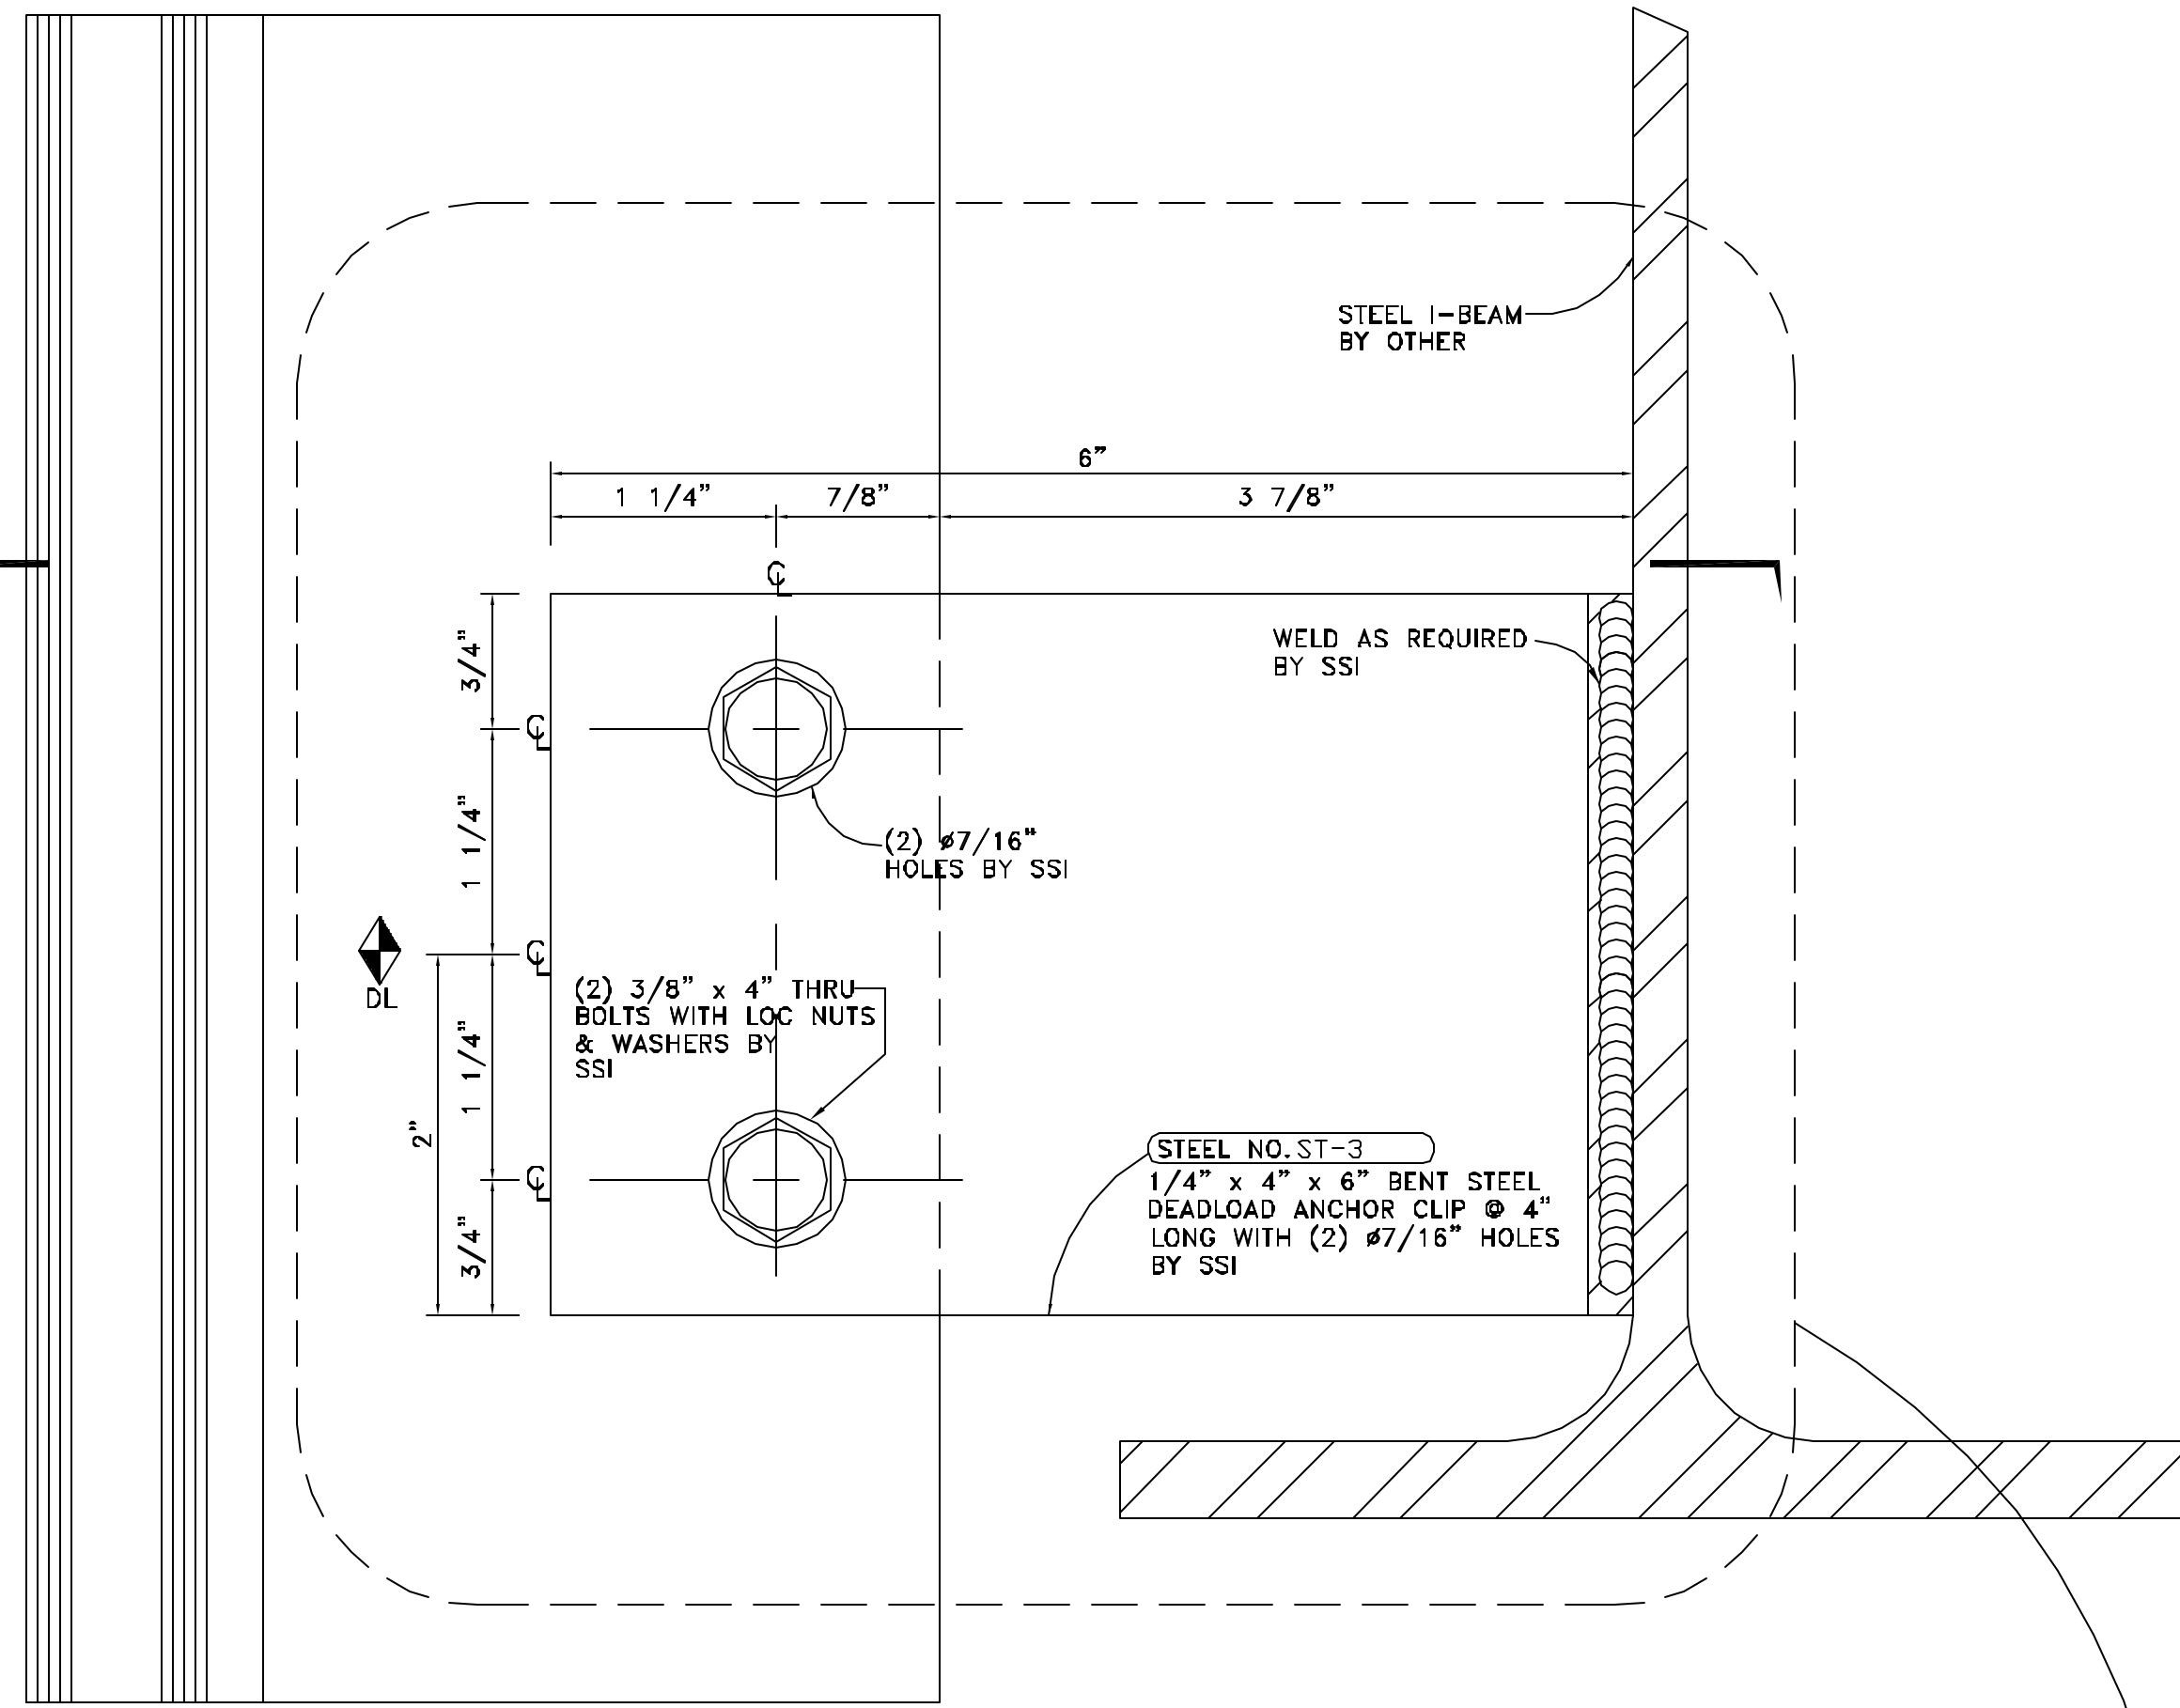 STEEL I-BEAM
BY OTHER
6"
1 1/4"
7/8"
3 7/8"
℄
3/4"
WELD AS REQUIRED
BY SSI
℄
1 1/4"
(2) ø7/16"
HOLES BY SSI
℄
DL
(2) 3/8" x 4" THRU
BOLTS WITH LOC NUTS
& WASHERS BY
SSI
1 1/4"
2"
℄
STEEL NO. ST-3
1/4" x 4" x 6" BENT STEEL
DEADLOAD ANCHOR CLIP @ 4"
LONG WITH (2) ø7/16" HOLES
BY SSI
3/4"